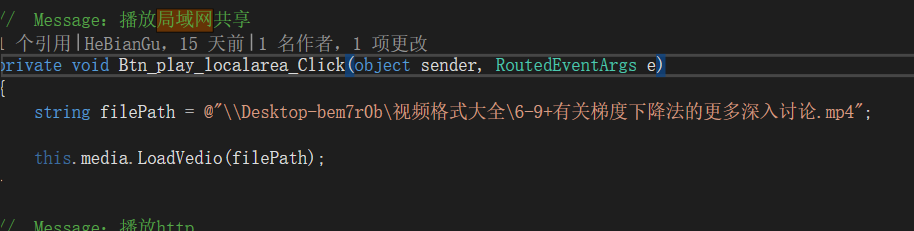 // Message：播放局域网共享
1 个引用|HeBianGu，15 天前|1 名作者，1 项更改
private void Btn_play_localarea_Click(object sender, RoutedEventArgs e)
{
string filePath = @"\\Desktop-bem7r0b\视频格式大全\6-9+有关梯度下降法的更多深入讨论.mp4";
this.media.LoadVedio(filePath);
// Message：播放http